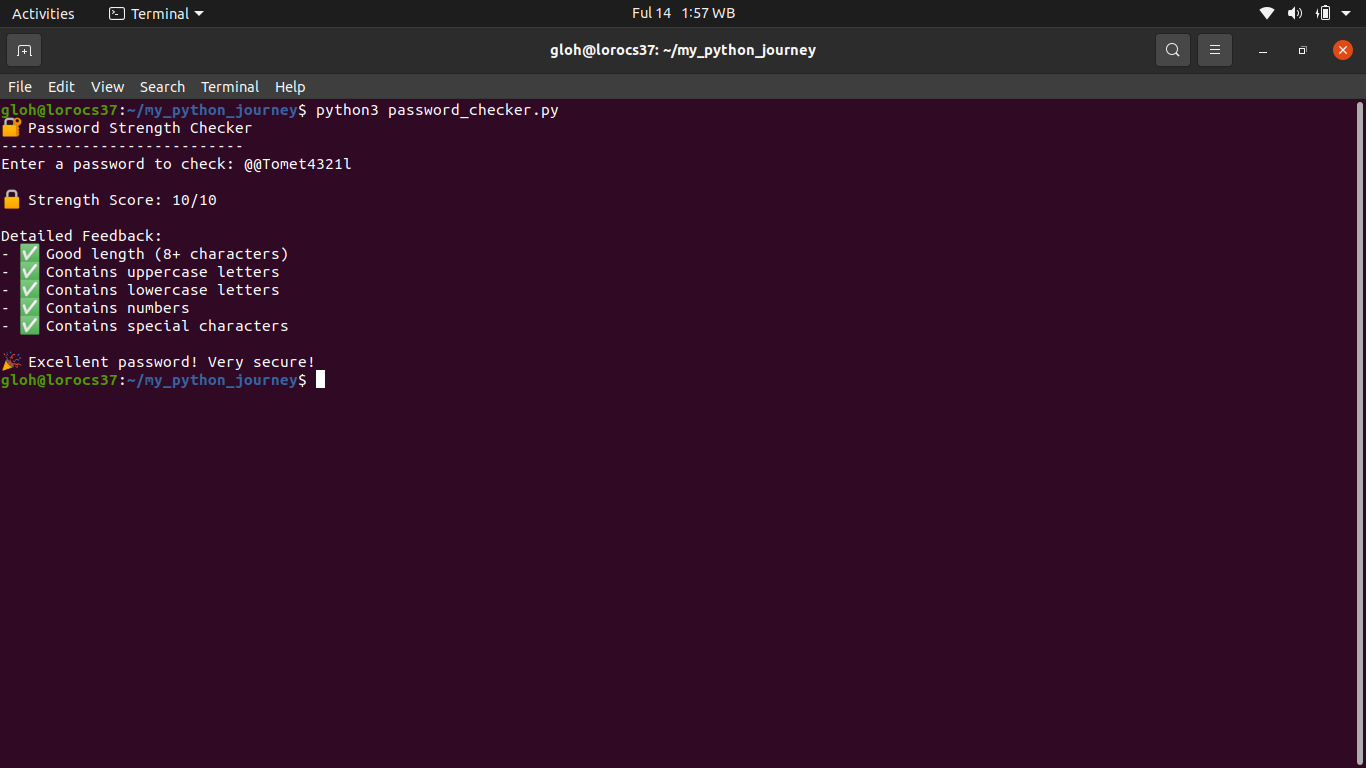 Activities Terminal Ful 14 1:57 WB
gloh@lorocs37: ~/my_python_journey
File Edit View Search Terminal Help
gloh@lorocs37:~/my_python_journey$ python3 password_checker.py
🔐 Password Strength Checker
---------------------------
Enter a password to check: @@Tomet4321l

🔒 Strength Score: 10/10

Detailed Feedback:
- ✅ Good length (8+ characters)
- ✅ Contains uppercase letters
- ✅ Contains lowercase letters
- ✅ Contains numbers
- ✅ Contains special characters

🎉 Excellent password! Very secure!
gloh@lorocs37:~/my_python_journey$